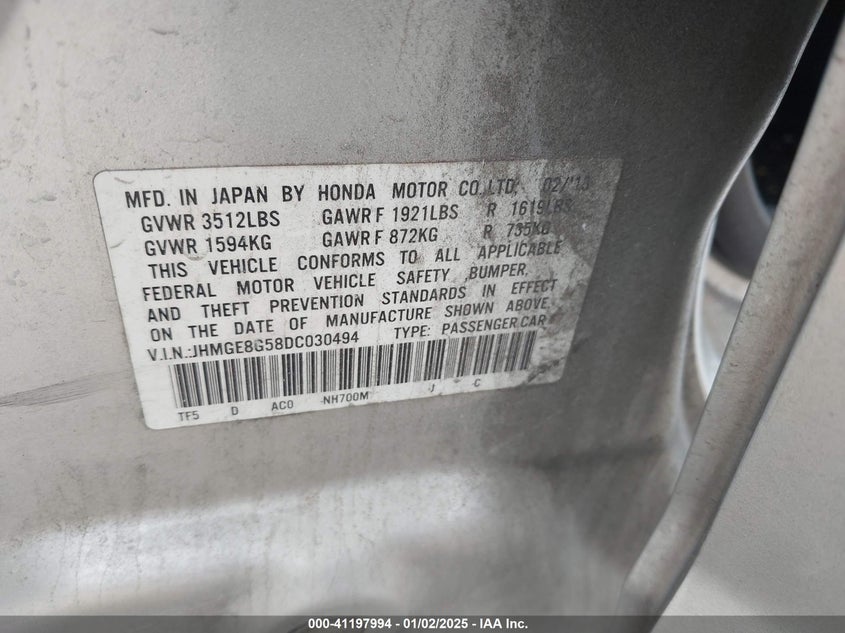 MFD. IN JAPAN BY HONDA MOTOR CO.,LTD. 02/'13
GVWR 3512LBS GAWR F 1921LBS R 1619LBS
GVWR 1594KG GAWR F 872KG R 735KG
THIS VEHICLE CONFORMS TO ALL APPLICABLE
FEDERAL MOTOR VEHICLE SAFETY ,BUMPER,
AND THEFT PREVENTION STANDARDS IN EFFECT
ON THE DATE OF MANUFACTURE SHOWN ABOVE.
V.I.N.:JHMGE8G58DC030494 TYPE: PASSENGER CAR
TF5 D AC0 NH700M J C
000-41197994 — 01/02/2025 — IAA Inc.